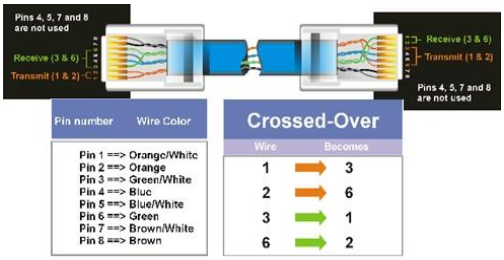 Pins 4, 5, 7 and 8
are not used
Receive (3 & 6)
Transmit (1 & 2)
Receive (3 & 6)
Transmit (1 & 2)
Pins 4, 5, 7 and 8
are not used
Pin number Wire Color
Pin 1 ==> Orange/White
Pin 2 ==> Orange
Pin 3 ==> Green/White
Pin 4 ==> Blue
Pin 5 ==> Blue/White
Pin 6 ==> Green
Pin 7 ==> Brown/White
Pin 8 ==> Brown
Crossed-Over
Wire Becomes
1 3
2 6
3 1
6 2